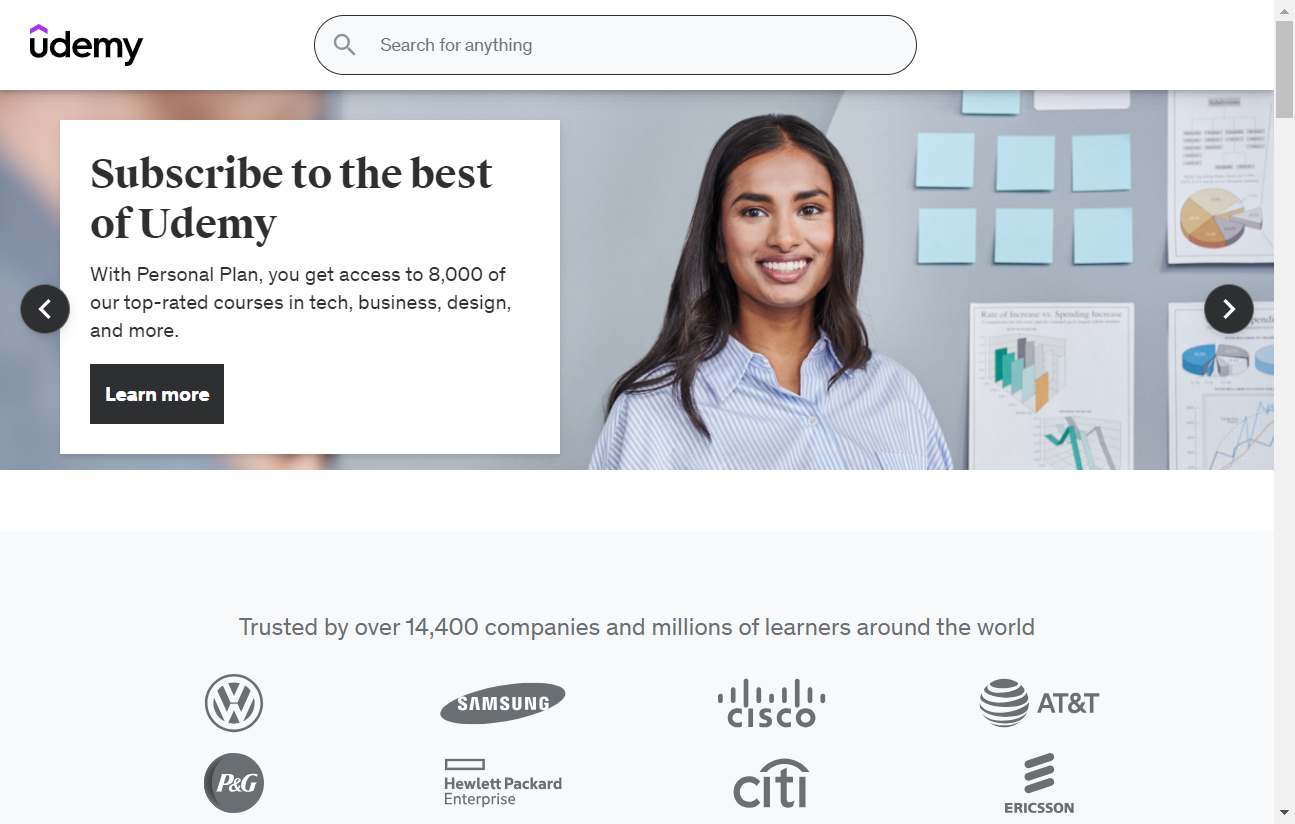 udemy
Search for anything
Subscribe to the best
of Udemy
With Personal Plan, you get access to 8,000 of
our top-rated courses in tech, business, design,
and more.
Learn more
Rate of Increase vs. Spending Increase
Trusted by over 14,400 companies and millions of learners around the world
SAMSUNG
CISCO
AT&T
P&G
Hewlett Packard
Enterprise
citi
ERICSSON